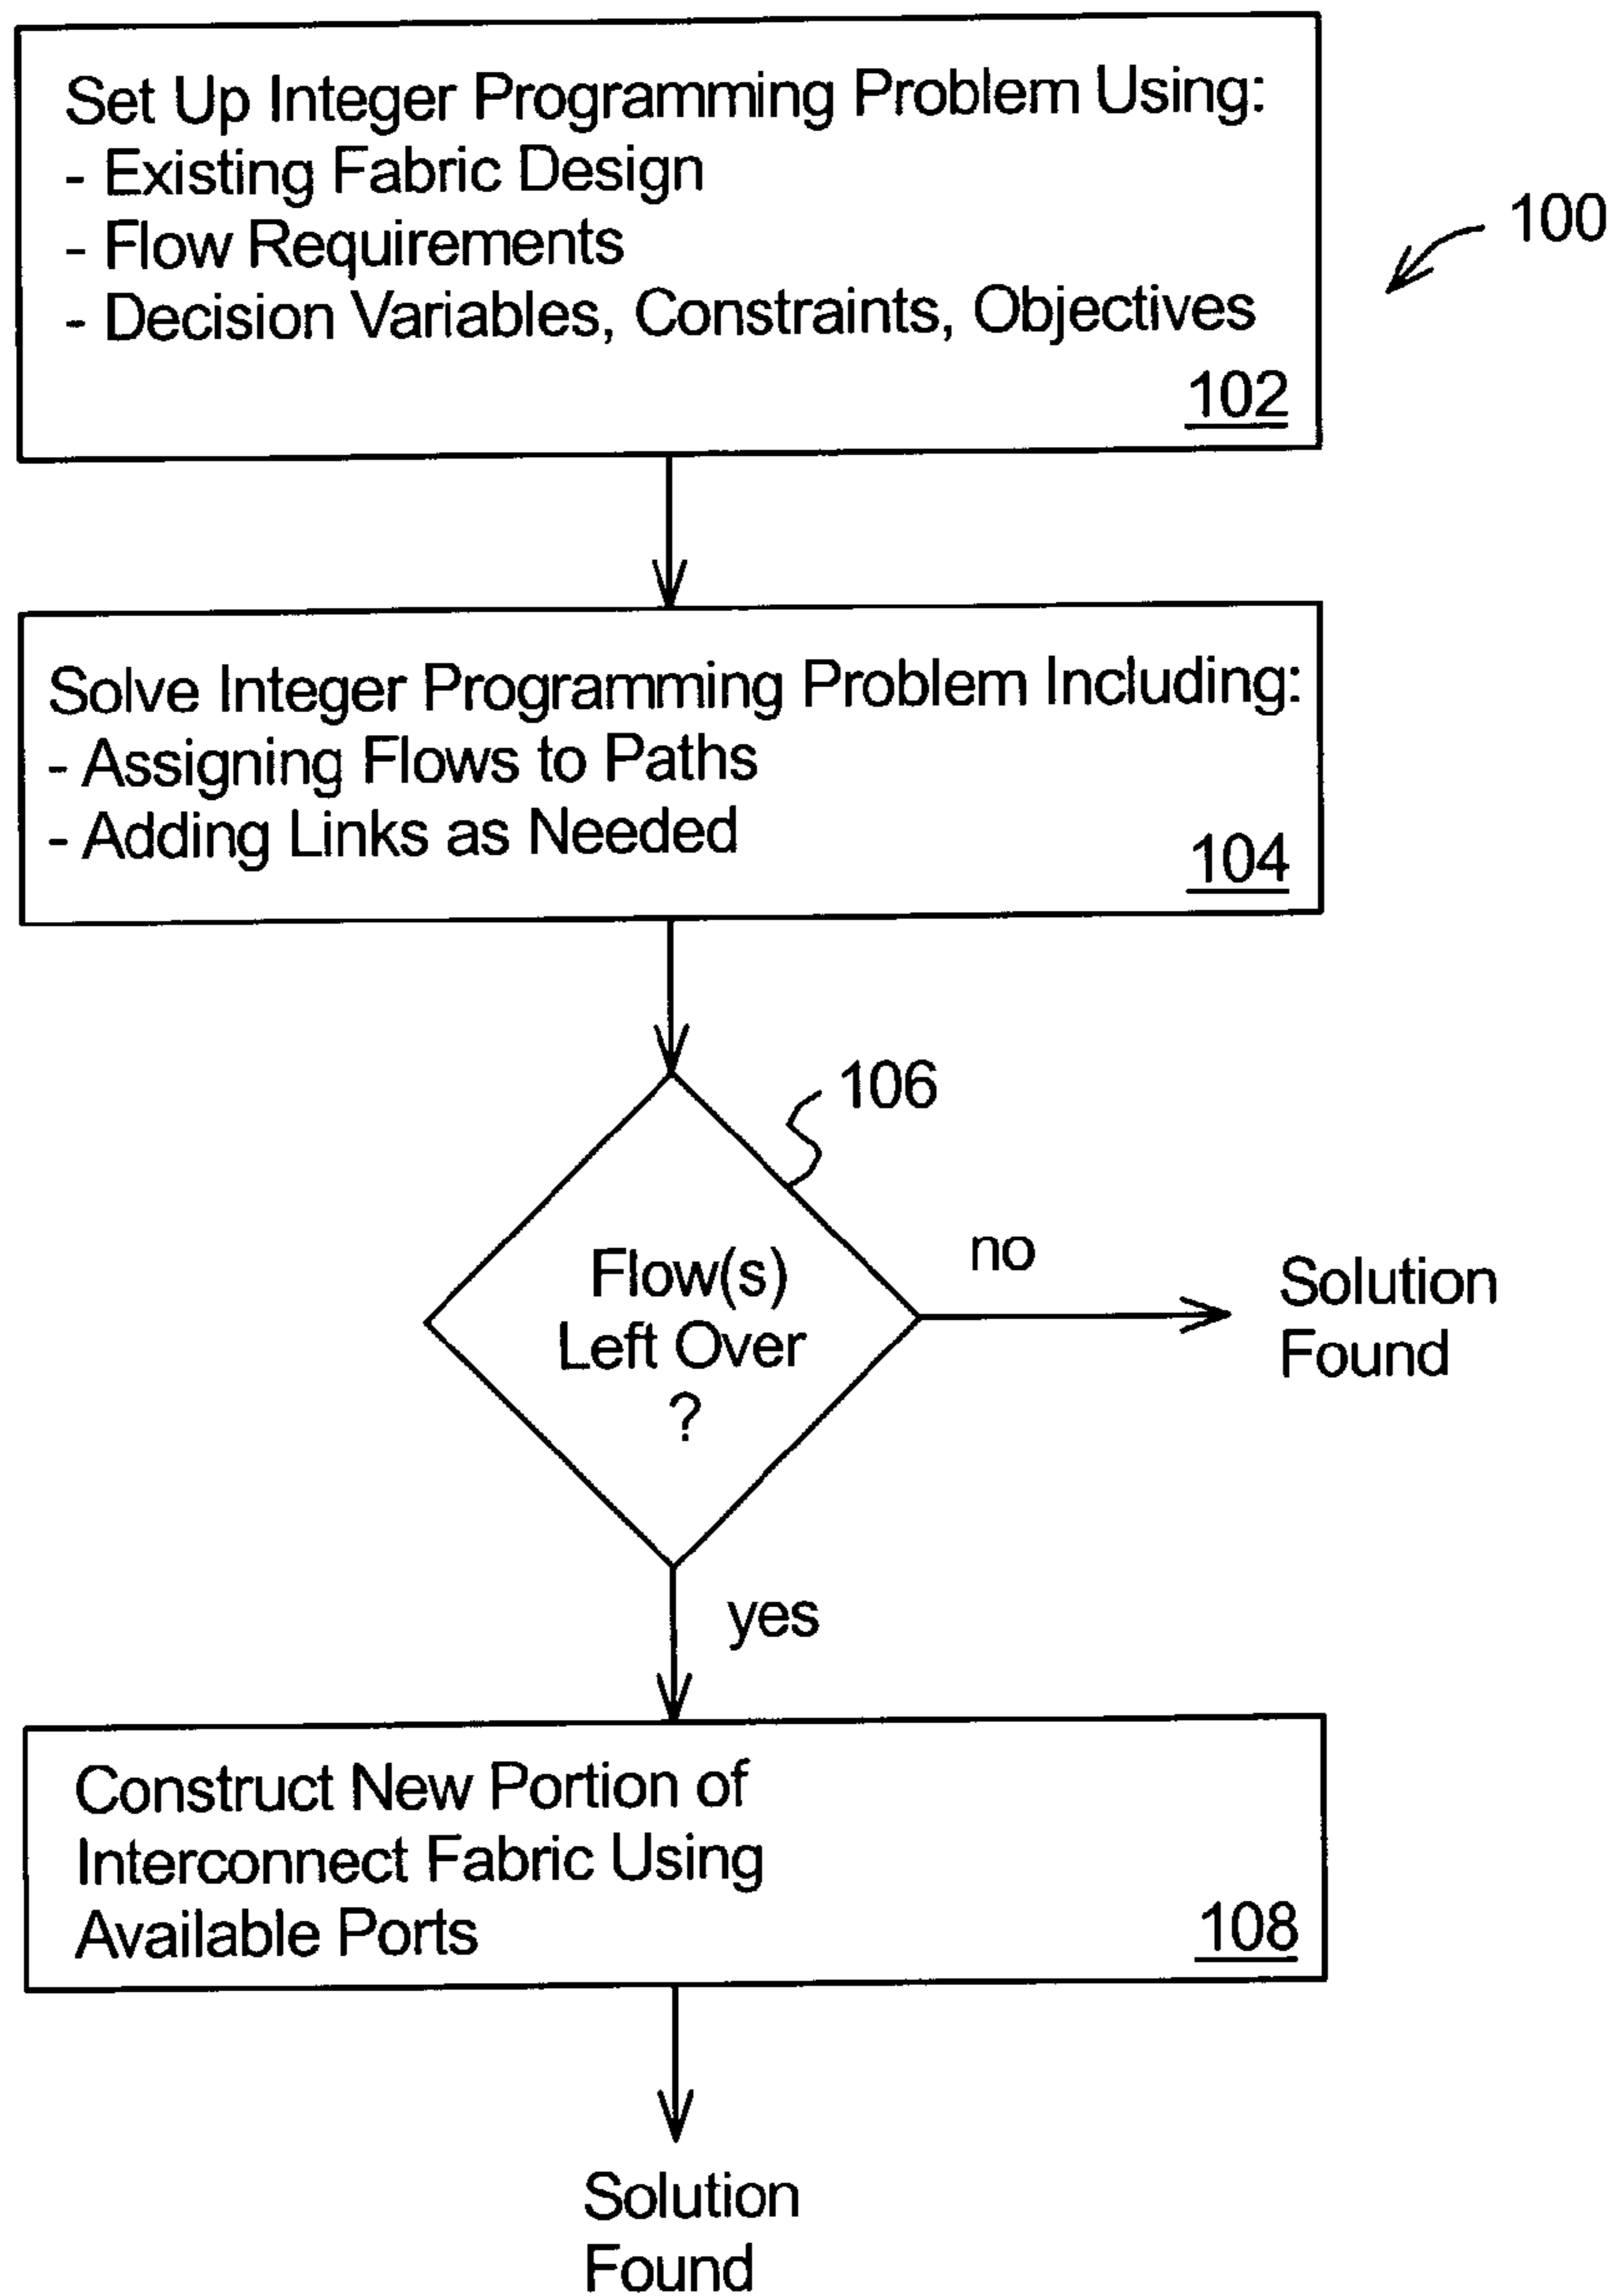 Set Up Integer Programming Problem Using:
- Existing Fabric Design
- Flow Requirements
- Decision Variables, Constraints, Objectives
102
100
Solve Integer Programming Problem Including:
- Assigning Flows to Paths
- Adding Links as Needed
104
106
Flow(s)
Left Over
?
no
Solution
Found
yes
Construct New Portion of
Interconnect Fabric Using
Available Ports
108
Solution
Found